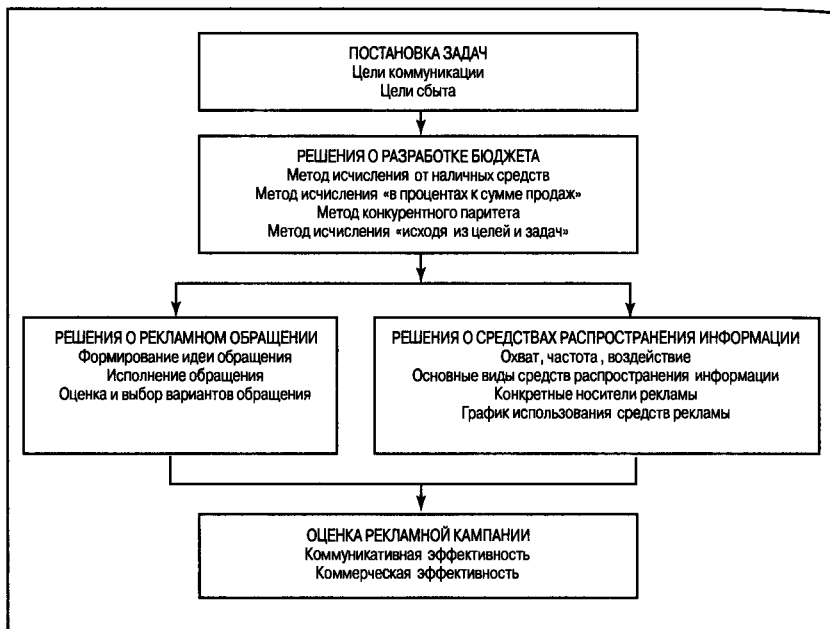 ПОСТАНОВКА ЗАДАЧ
Цели коммуникации
Цели сбыта
РЕШЕНИЯ О РАЗРАБОТКЕ БЮДЖЕТА
Метод исчисления от наличных средств
Метод исчисления «в процентах к сумме продаж»
Метод конкурентного паритета
Метод исчисления «исходя из целей и задач»
РЕШЕНИЯ О РЕКЛАМНОМ ОБРАЩЕНИИ
Формирование идеи обращения
Исполнение обращения
Оценка и выбор вариантов обращения
РЕШЕНИЯ О СРЕДСТВАХ РАСПРОСТРАНЕНИЯ ИНФОРМАЦИИ
Охват, частота , воздействие
Основные виды средств распространения информации
Конкретные носители рекламы
График использования средств рекламы
ОЦЕНКА РЕКЛАМНОЙ КАМПАНИИ
Коммуникативная эффективность
Коммерческая эффективность